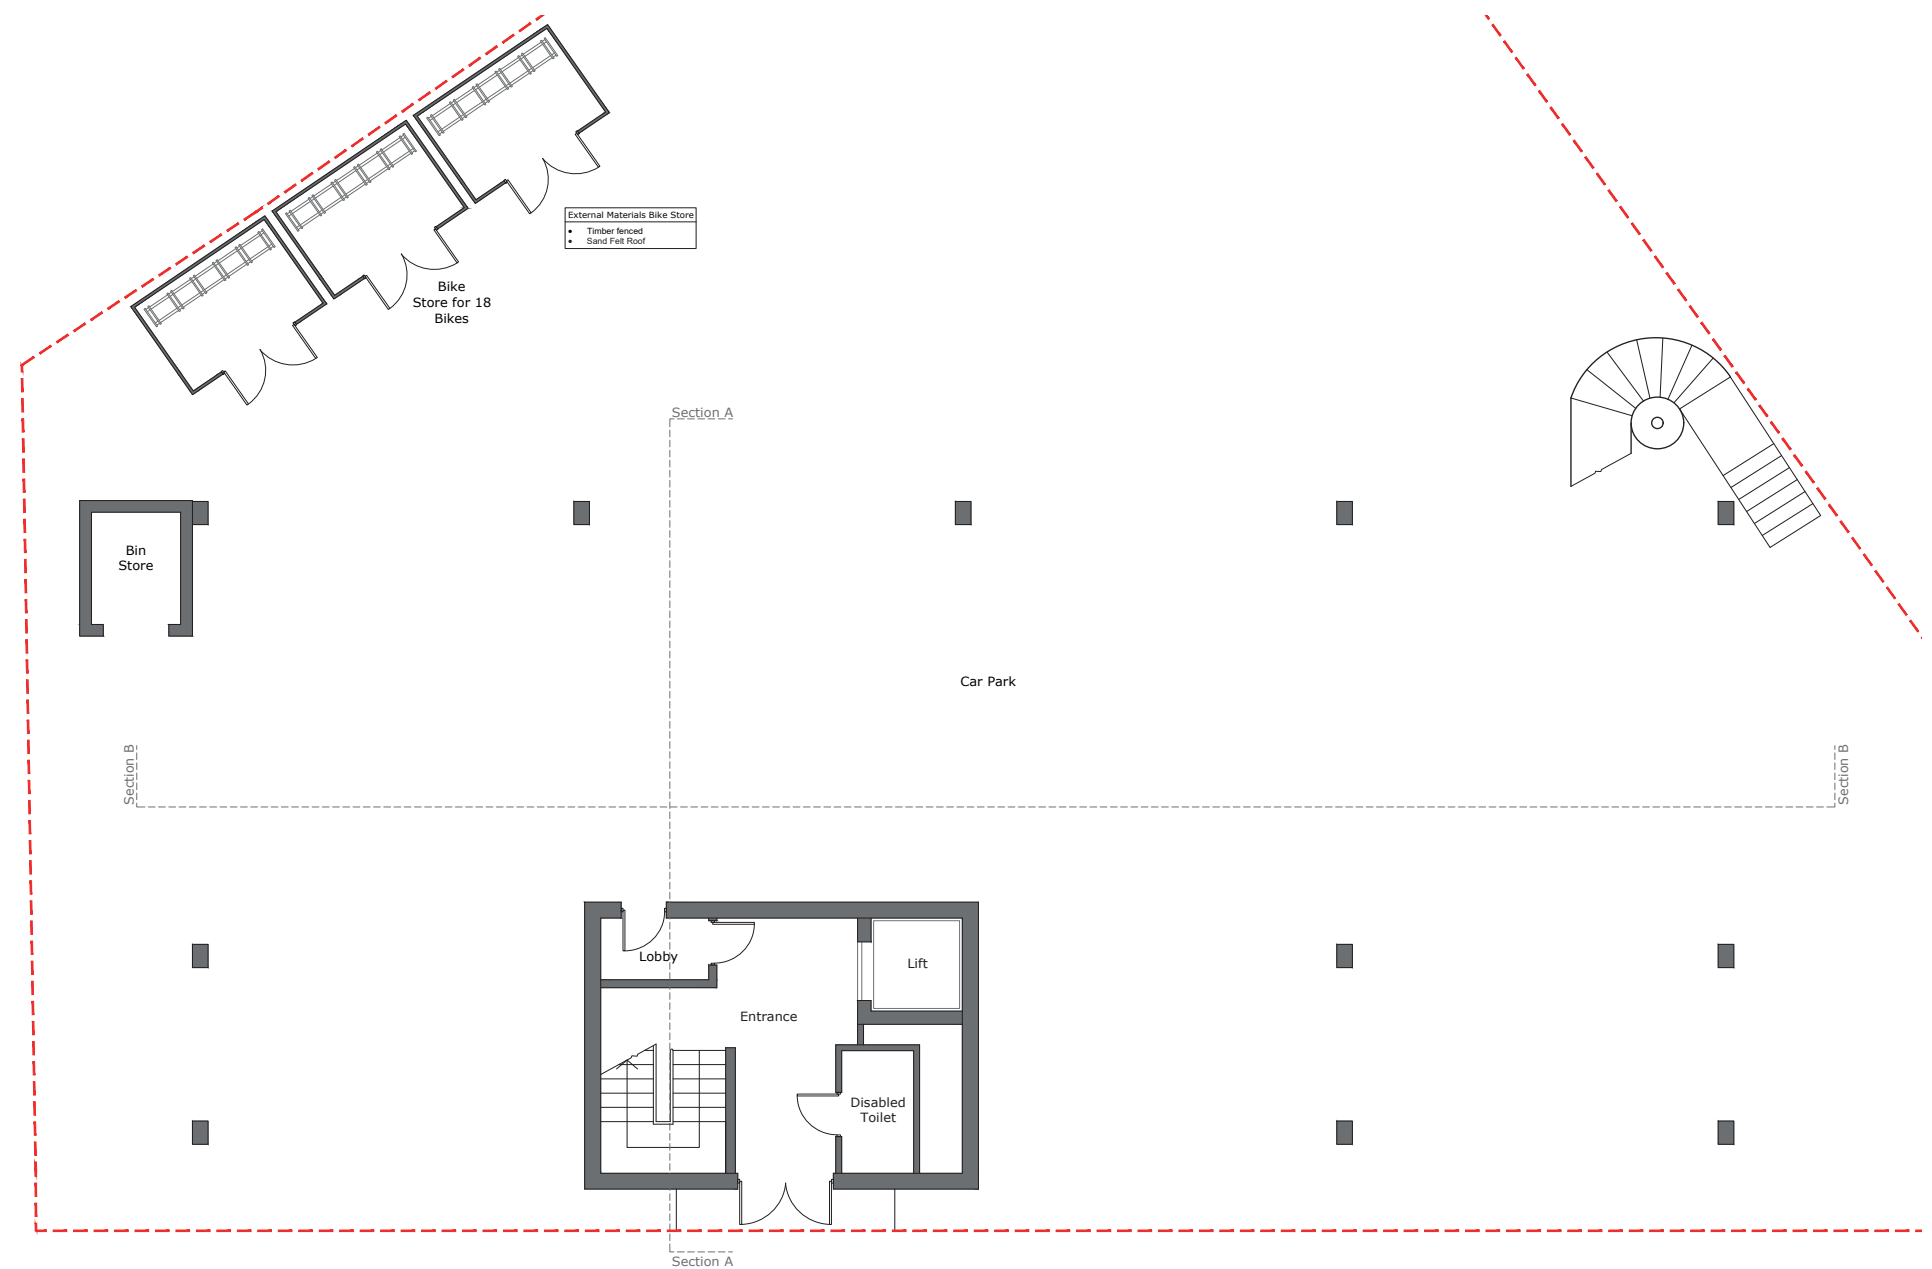 External Materials Bike Store
• Timber fenced
• Sand Felt Roof
Bike
Store for 18
Bikes
Section A
Bin
Store
Car Park
Section B
Section B
Lobby
Lift
Entrance
Disabled
Toilet
Section A